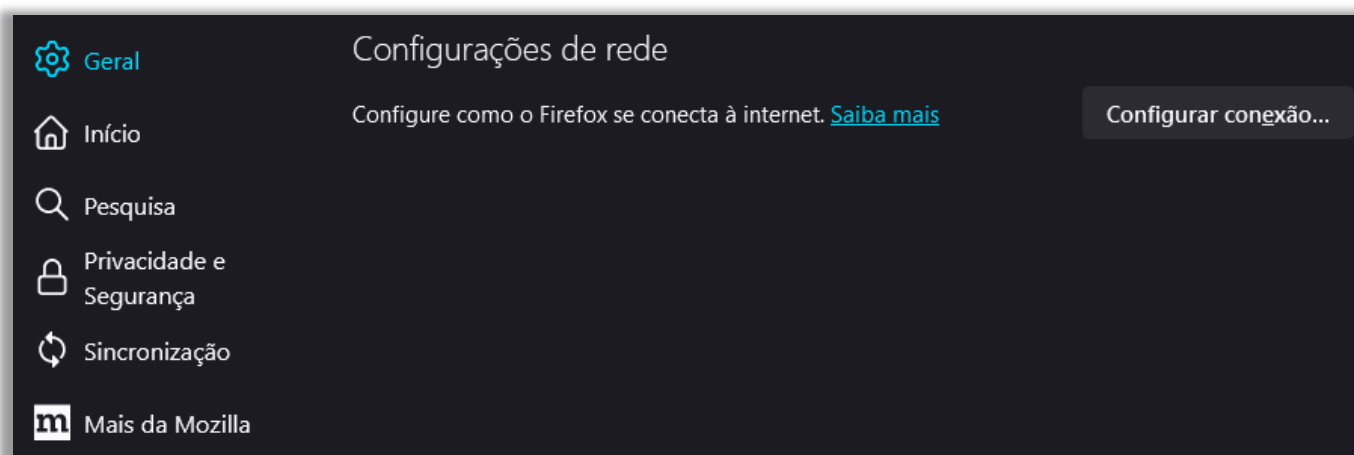 Geral
Início
Pesquisa
Privacidade e
Segurança
Sincronização
m Mais da Mozilla
Configurações de rede
Configure como o Firefox se conecta à internet. Saiba mais
Configurar conexão...